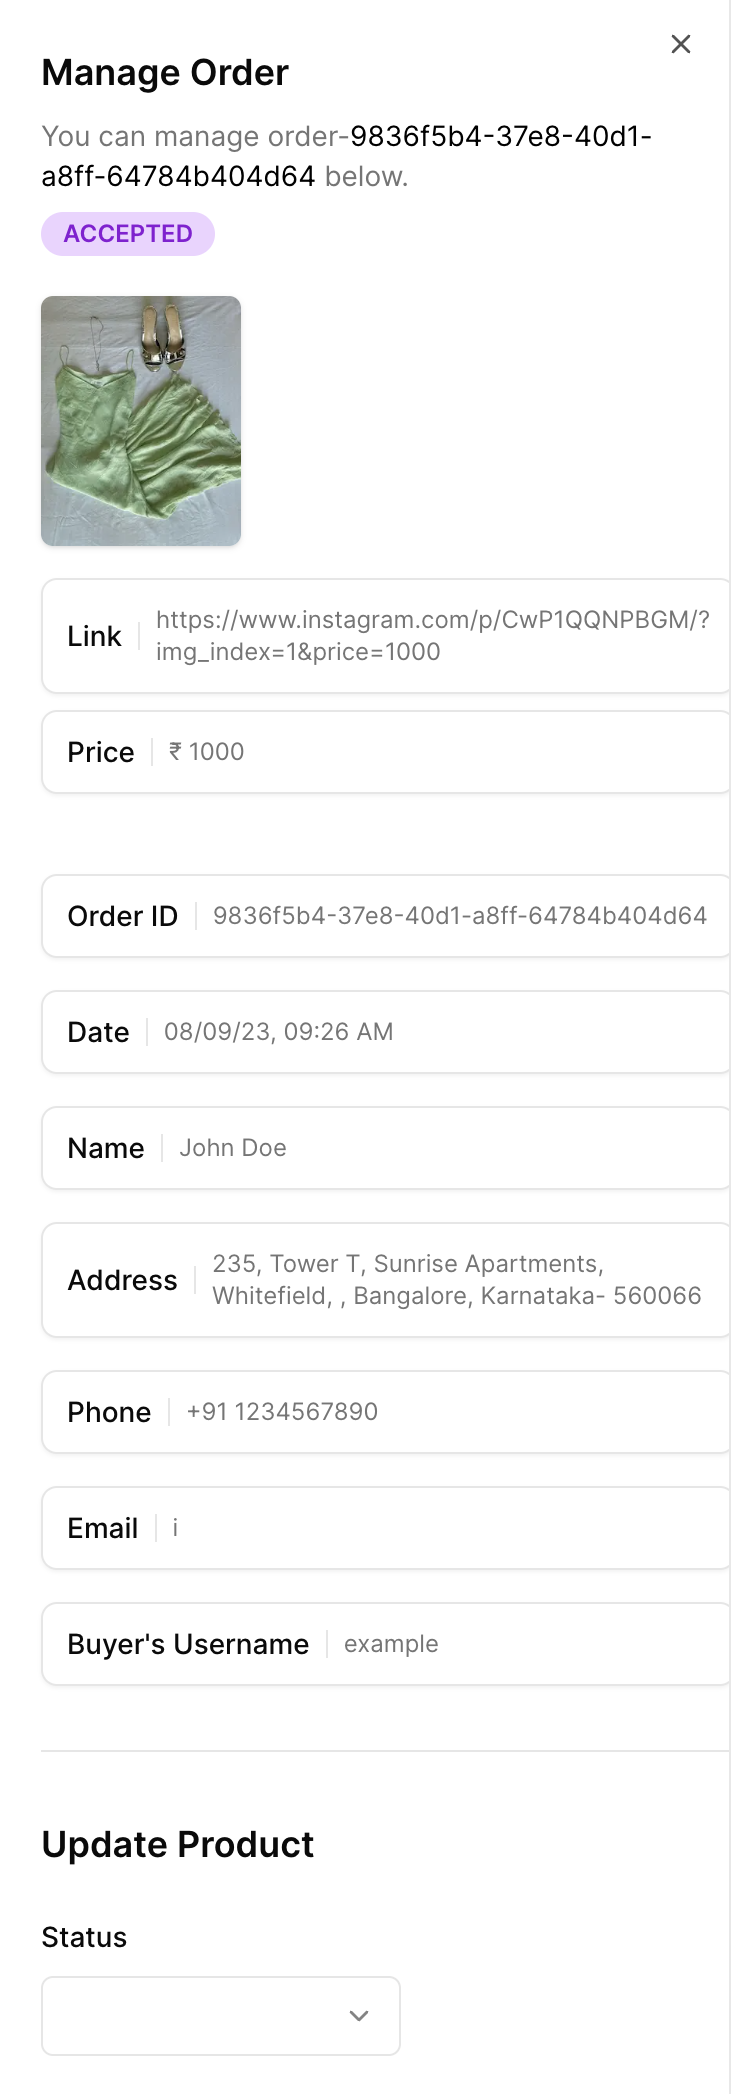 Manage Order
You can manage order-9836f5b4-37e8-40d1-
a8ff-64784b404d64 below.
ACCEPTED
Link
https://www.instagram.com/p/CwP1QQNPBGM/?
img_index=1&price=1000
Price ₹ 1000
Order ID 9836f5b4-37e8-40d1-a8ff-64784b404d64
Date 08/09/23, 09:26 AM
Name John Doe
Address
235, Tower T, Sunrise Apartments,
Whitefield, , Bangalore, Karnataka- 560066
Phone +91 1234567890
Email i
Buyer's Username example
Update Product
Status